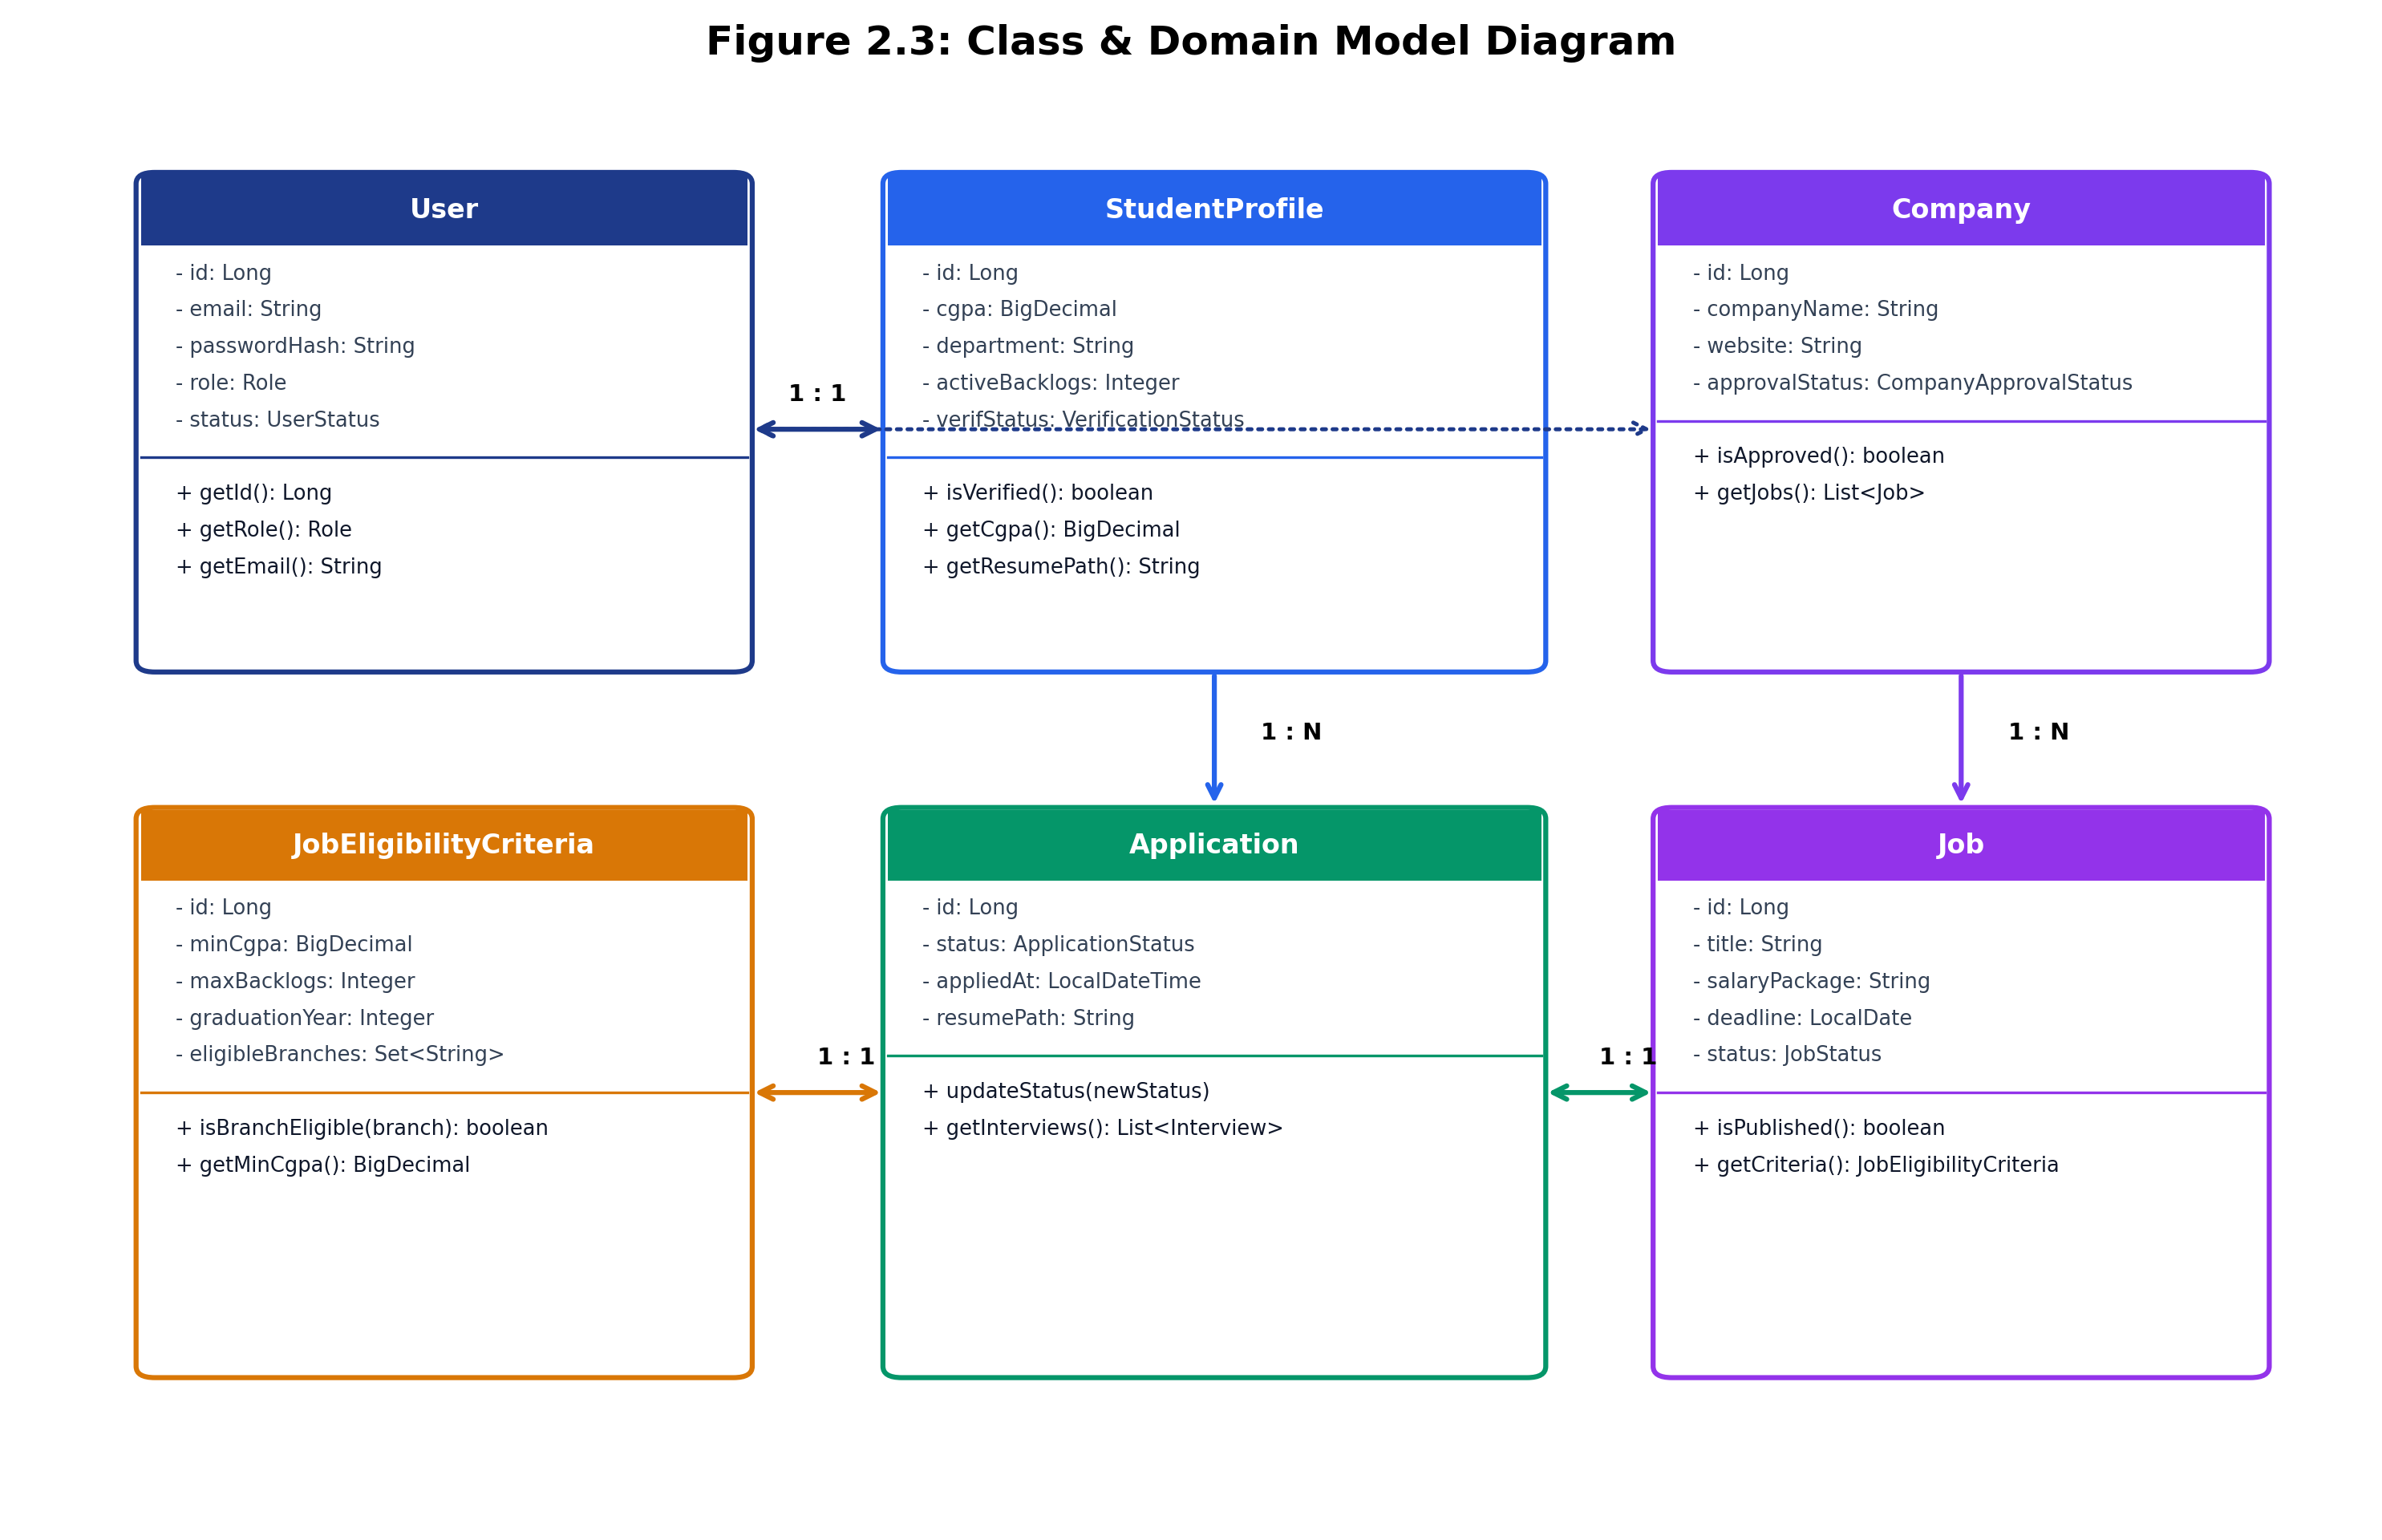 Figure 2.3: Class & Domain Model Diagram
User
- id: Long
- email: String
- passwordHash: String
- role: Role
- status: UserStatus
+ getId(): Long
+ getRole(): Role
+ getEmail(): String
1 : 1
StudentProfile
- id: Long
- cgpa: BigDecimal
- department: String
- activeBacklogs: Integer
- verifStatus: VerificationStatus
+ isVerified(): boolean
+ getCgpa(): BigDecimal
+ getResumePath(): String
Company
- id: Long
- companyName: String
- website: String
- approvalStatus: CompanyApprovalStatus
+ isApproved(): boolean
+ getJobs(): List<Job>
1 : N
1 : N
JobEligibilityCriteria
- id: Long
- minCgpa: BigDecimal
- maxBacklogs: Integer
- graduationYear: Integer
- eligibleBranches: Set<String>
+ isBranchEligible(branch): boolean
+ getMinCgpa(): BigDecimal
1 : 1
Application
- id: Long
- status: ApplicationStatus
- appliedAt: LocalDateTime
- resumePath: String
+ updateStatus(newStatus)
+ getInterviews(): List<Interview>
1 : 1
Job
- id: Long
- title: String
- salaryPackage: String
- deadline: LocalDate
- status: JobStatus
+ isPublished(): boolean
+ getCriteria(): JobEligibilityCriteria